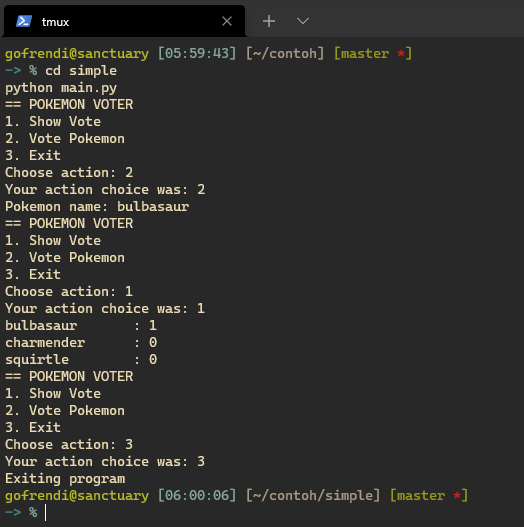 tmux
gofrendi@sanctuary [05:59:43] [~/contoh] [master *]
-> % cd simple
python main.py
== POKEMON VOTER
1. Show Vote
2. Vote Pokemon
3. Exit
Choose action: 2
Your action choice was: 2
Pokemon name: bulbasaur
== POKEMON VOTER
1. Show Vote
2. Vote Pokemon
3. Exit
Choose action: 1
Your action choice was: 1
bulbasaur       : 1
charmender      : 0
squirtle        : 0
== POKEMON VOTER
1. Show Vote
2. Vote Pokemon
3. Exit
Choose action: 3
Your action choice was: 3
Exiting program
gofrendi@sanctuary [06:00:06] [~/contoh/simple] [master *]
-> %